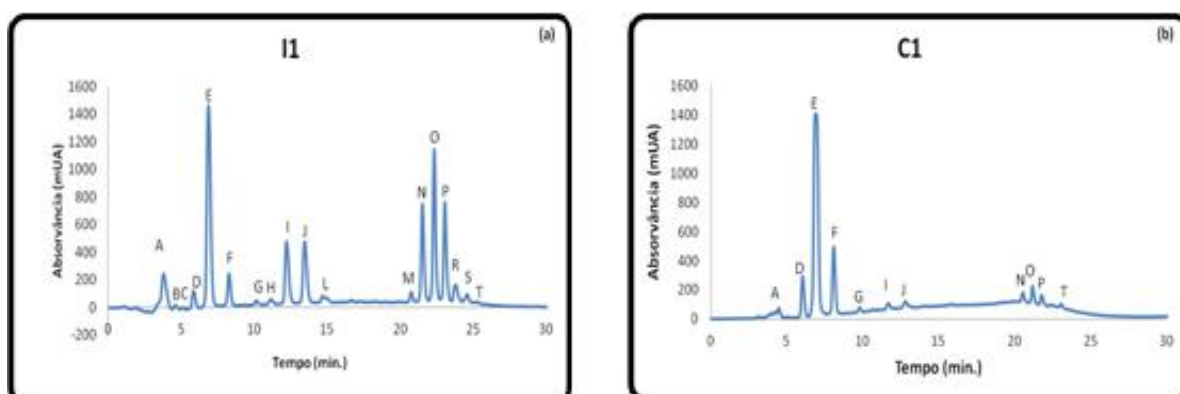 (a)
I1
Absorvância (mUA)
1600
1400
1200
1000
800
600
400
200
0
-200
A
B
C
D
E
F
G
H
I
J
L
M
N
O
P
R
S
T
0 5 10 15 20 25 30
Tempo (min.)
(b)
C1
Absorvância (mUA)
1600
1400
1200
1000
800
600
400
200
0
A
D
E
F
G
I
J
N
O
P
T
0 5 10 15 20 25 30
Tempo (min.)